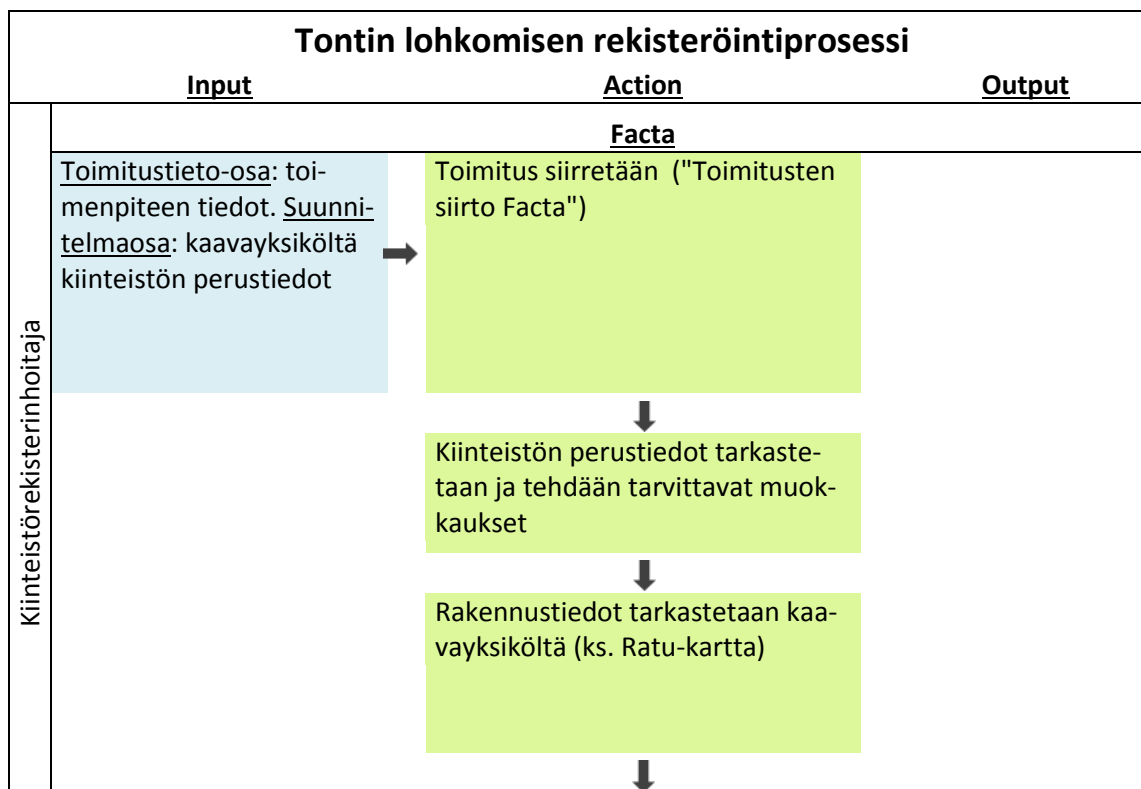 Tontin lohkomisen rekisteröintiprosessi
Input Action Output
Kiinteistörekisterinhoitaja
Facta
Toimitustieto-osa: toi-
menpiteen tiedot. Suunni-
telmaosa: kaavayksiköltä
kiinteistön perustiedot
Toimitus siirretään ("Toimitusten
siirto Facta")
Kiinteistön perustiedot tarkaste-
taan ja tehdään tarvittavat muok-
kaukset
Rakennustiedot tarkastetaan kaa-
vayksiköltä (ks. Ratu-kartta)